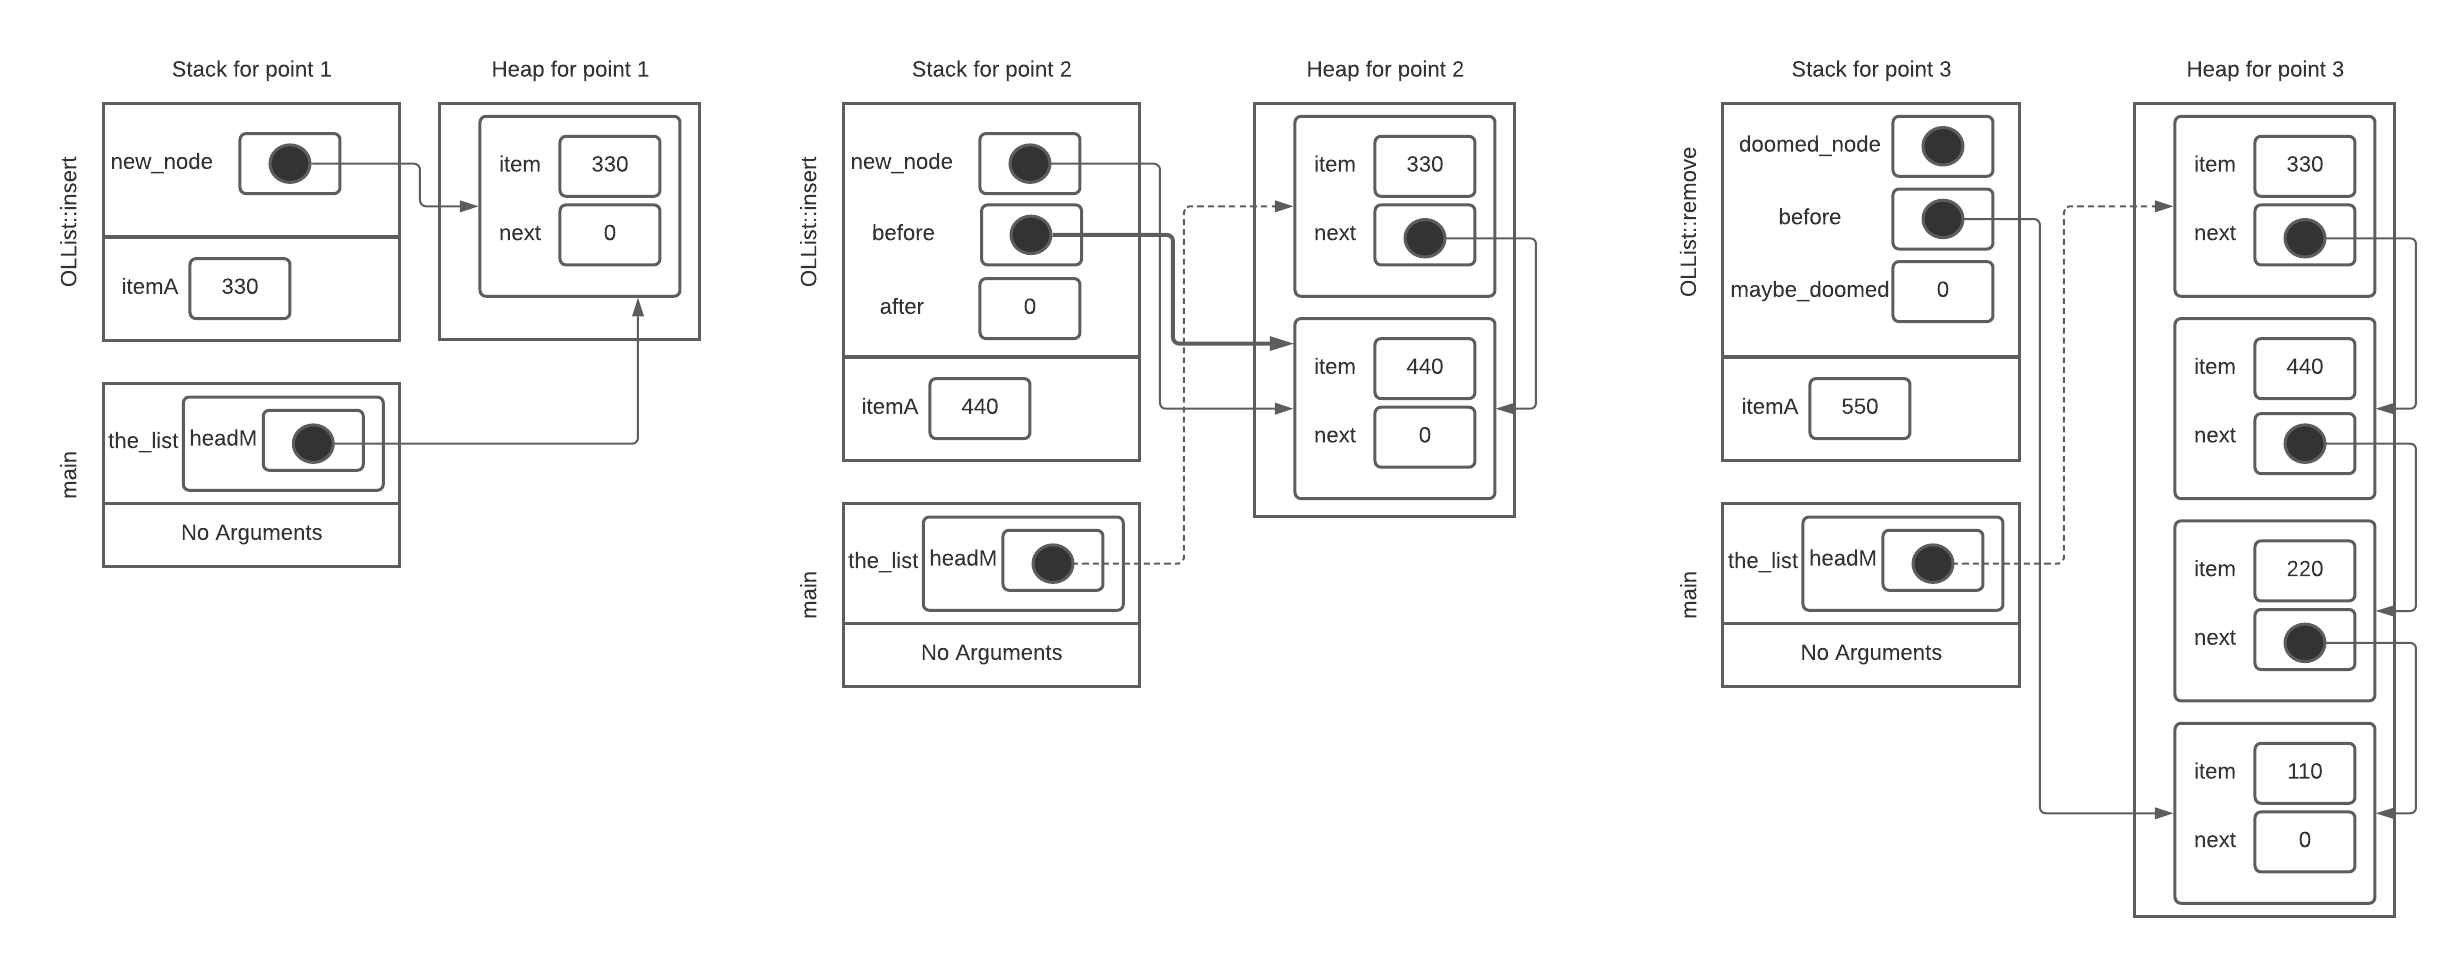 Stack for point 1
Heap for point 1
OLList::insert
new_node
itemA
330
item
330
next
0
main
the_list
headM
No Arguments
Stack for point 2
Heap for point 2
OLList::insert
new_node
before
after
0
itemA
440
item
330
next
item
440
next
0
main
the_list
headM
No Arguments
Stack for point 3
Heap for point 3
OLList::remove
doomed_node
before
maybe_doomed
0
itemA
550
main
the_list
headM
No Arguments
item
330
next
item
440
next
item
220
next
item
110
next
0